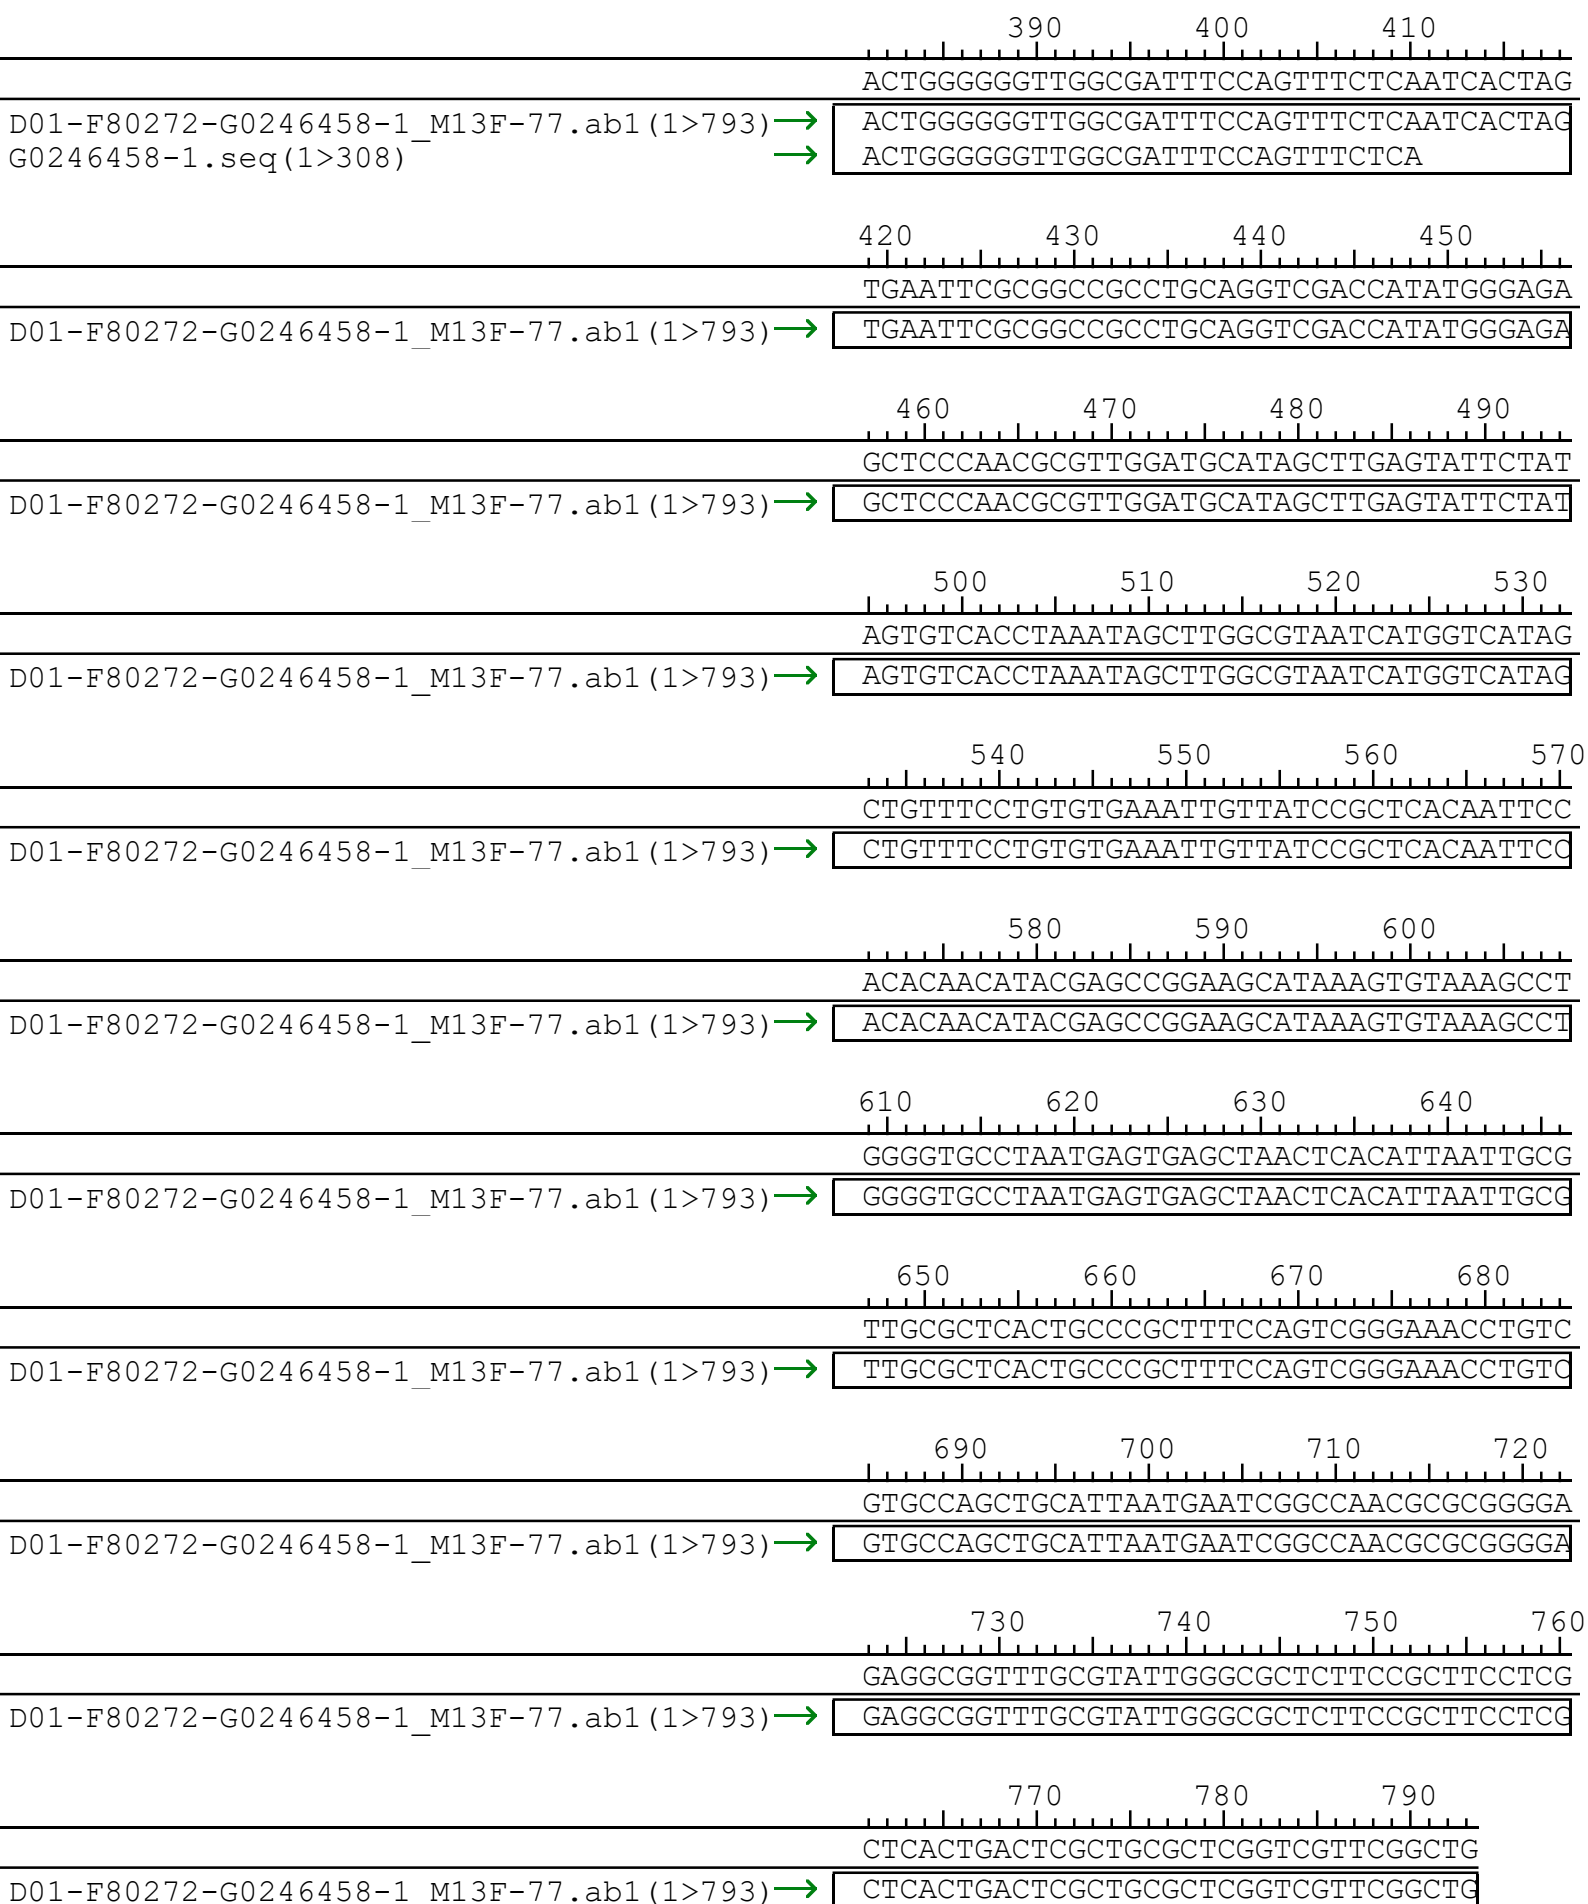 390 400 410
ACTGGGGGGTTGGCGATTTCCAGTTTCTCAATCACTAG
D01-F80272-G0246458-1_M13F-77.ab1(1>793) → ACTGGGGGGTTGGCGATTTCCAGTTTCTCAATCACTAG
G0246458-1.seq(1>308) → ACTGGGGGGTTGGCGATTTCCAGTTTCTCA
420 430 440 450
TGAATTCGCGGCCGCCTGCAGGTCGACCATATGGGAGA
D01-F80272-G0246458-1_M13F-77.ab1(1>793) → TGAATTCGCGGCCGCCTGCAGGTCGACCATATGGGAGA
460 470 480 490
GCTCCCAACGCGTTGGATGCATAGCTTGAGTATTCTAT
D01-F80272-G0246458-1_M13F-77.ab1(1>793) → GCTCCCAACGCGTTGGATGCATAGCTTGAGTATTCTAT
500 510 520 530
AGTGTCACCTAAATAGCTTGGCGTAATCATGGTCATAG
D01-F80272-G0246458-1_M13F-77.ab1(1>793) → AGTGTCACCTAAATAGCTTGGCGTAATCATGGTCATAG
540 550 560 570
CTGTTTCCTGTGTGAAATTGTTATCCGCTCACAATTCC
D01-F80272-G0246458-1_M13F-77.ab1(1>793) → CTGTTTCCTGTGTGAAATTGTTATCCGCTCACAATTCC
580 590 600
ACACAACATACGAGCCGGAAGCATAAAGTGTAAAGCCT
D01-F80272-G0246458-1_M13F-77.ab1(1>793) → ACACAACATACGAGCCGGAAGCATAAAGTGTAAAGCCT
610 620 630 640
GGGGTGCCTAATGAGTGAGCTAACTCACATTAATTGCG
D01-F80272-G0246458-1_M13F-77.ab1(1>793) → GGGGTGCCTAATGAGTGAGCTAACTCACATTAATTGCG
650 660 670 680
TTGCGCTCACTGCCCGCTTTCCAGTCGGGAAACCTGTC
D01-F80272-G0246458-1_M13F-77.ab1(1>793) → TTGCGCTCACTGCCCGCTTTCCAGTCGGGAAACCTGTC
690 700 710 720
GTGCCAGCTGCATTAATGAATCGGCCAACGCGCGGGGA
D01-F80272-G0246458-1_M13F-77.ab1(1>793) → GTGCCAGCTGCATTAATGAATCGGCCAACGCGCGGGGA
730 740 750 760
GAGGCGGTTTGCGTATTGGGCGCTCTTCCGCTTCCTCG
D01-F80272-G0246458-1_M13F-77.ab1(1>793) → GAGGCGGTTTGCGTATTGGGCGCTCTTCCGCTTCCTCG
770 780 790
CTCACTGACTCGCTGCGCTCGGTCGTTCGGCTG
D01-F80272-G0246458-1_M13F-77.ab1(1>793) → CTCACTGACTCGCTGCGCTCGGTCGTTCGGCTG